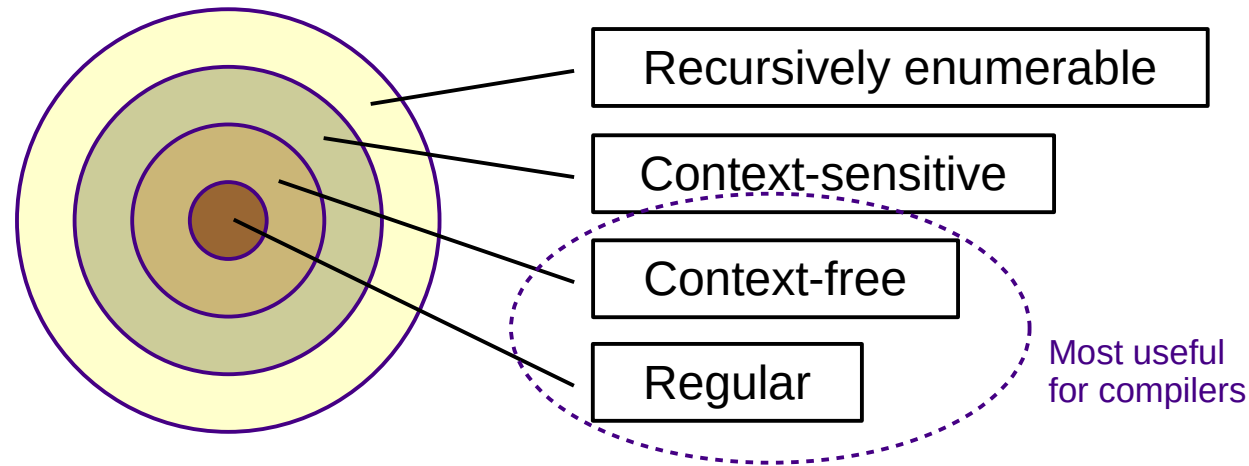 Recursively enumerable
Context-sensitive
Context-free
Regular
Most useful
for compilers